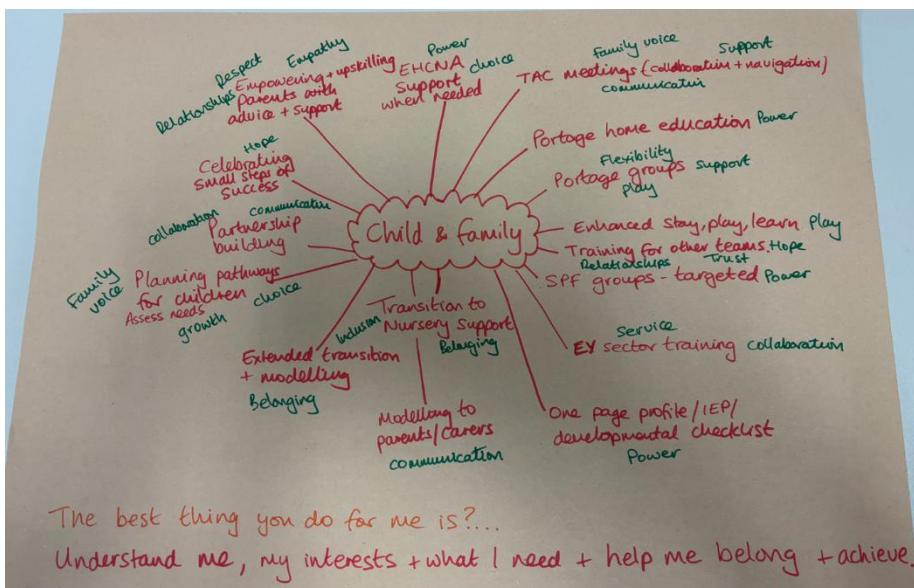 Respect
Empathy
Relationships
Empowering + upskilling
parents with
advice + support
Power
EHCNA
support
when needed
choice
Family voice
Support
TAC meetings (collaboration + navigation)
communication
Portage home education Power
Flexibility
Portage groups Support
Play
Enhanced stay, play, learn Play
Training for other teams. Hope
Relationships Trust
SPF groups - targeted Power
Service
EY sector training collaboration
One page profile / IEP /
developmental checklist
Power
Transition to
Nursery Support
Belonging
Modelling to
parents/carers
communication
Inclusion
Extended transition
+ modelling
Belonging
Family
voice
Planning pathways
for children
Assess needs
growth choice
collaboration
communication
Partnership
building
Hope
Celebrating
small steps of
success
Child & family
The best thing you do for me is?...
Understand me, my interests + what I need + help me belong + achieve.